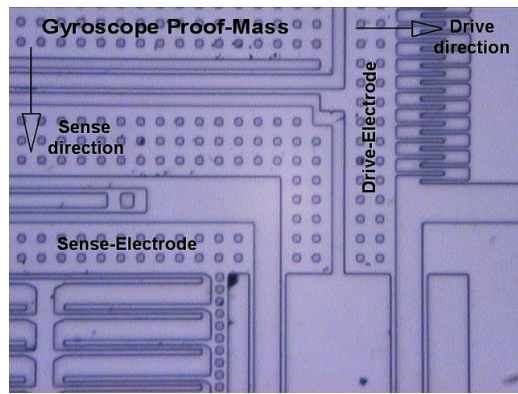 Gyroscope Proof-Mass
Drive
direction
Sense
direction
Drive-Electrode
Sense-Electrode